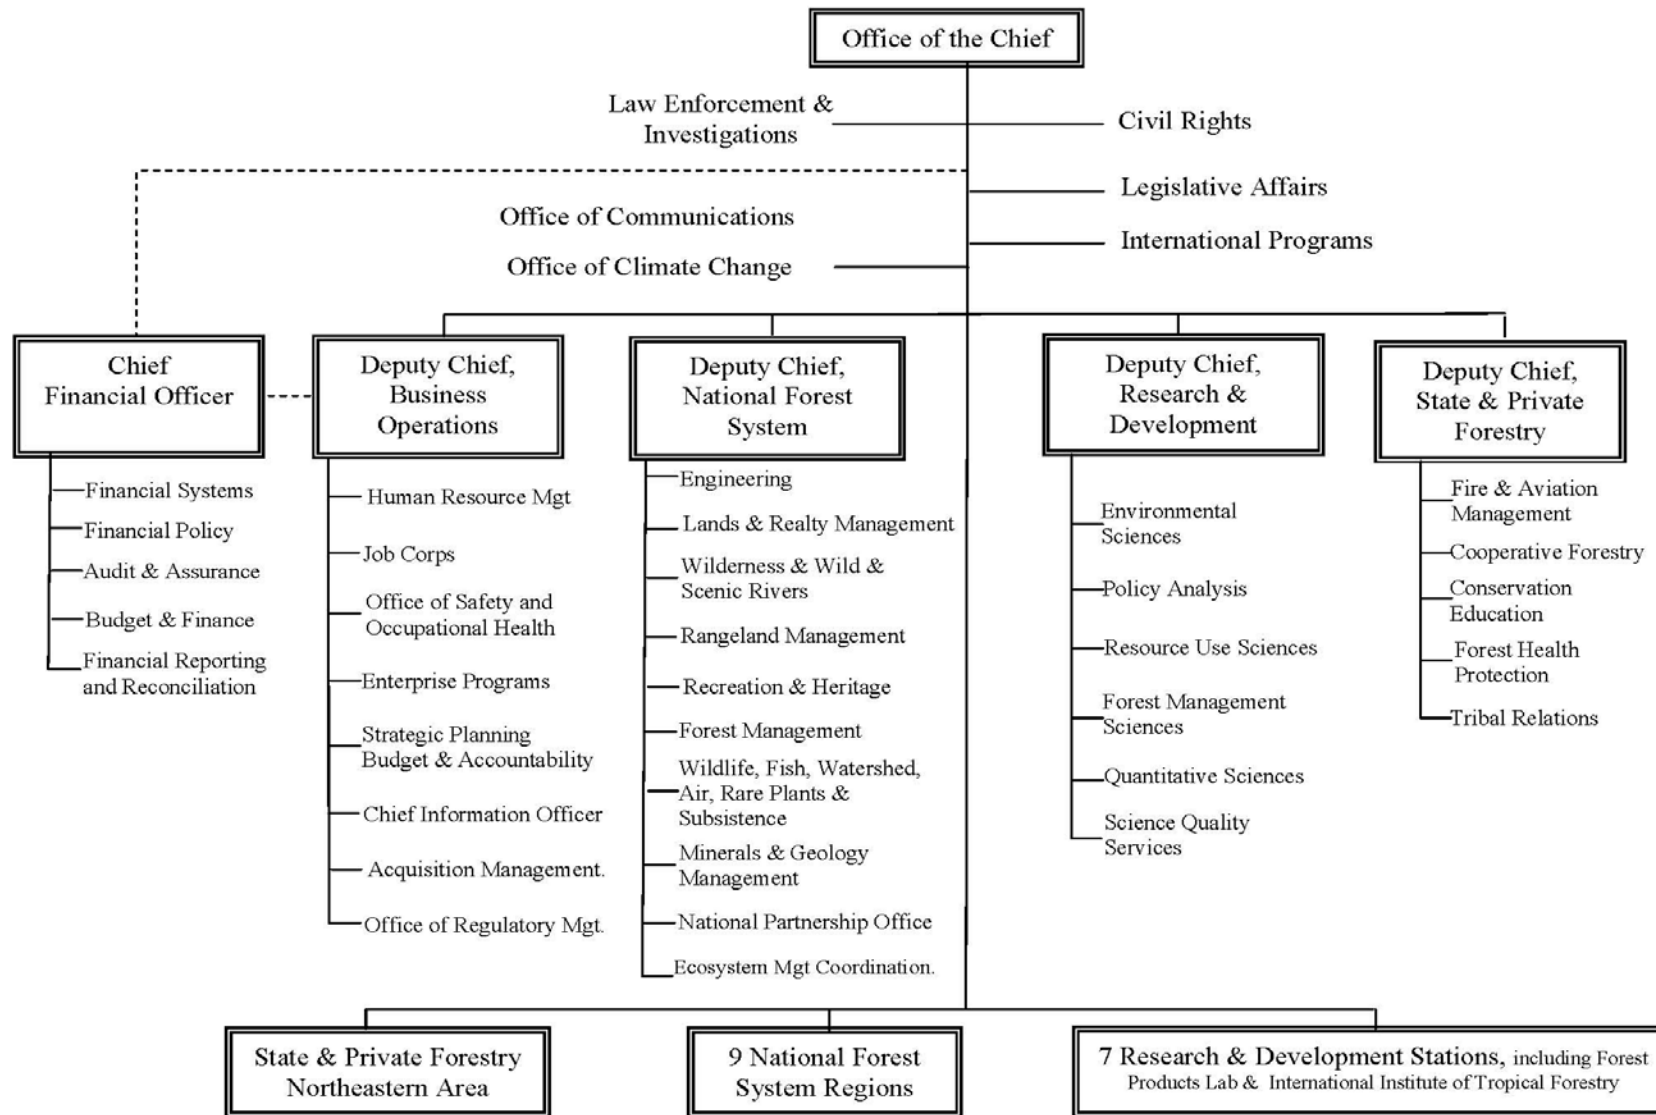 Office of the Chief
Law Enforcement &
Investigations
Civil Rights
Legislative Affairs
Office of Communications
International Programs
Office of Climate Change
Chief
Financial Officer
Financial Systems
Financial Policy
Audit & Assurance
Budget & Finance
Financial Reporting
and Reconciliation
Deputy Chief,
Business
Operations
Human Resource Mgt
Job Corps
Office of Safety and
Occupational Health
Enterprise Programs
Strategic Planning
Budget & Accountability
Chief Information Officer
Acquisition Management.
Office of Regulatory Mgt.
Deputy Chief,
National Forest
System
Engineering
Lands & Realty Management
Wilderness & Wild &
Scenic Rivers
Rangeland Management
Recreation & Heritage
Forest Management
Wildlife, Fish, Watershed,
Air, Rare Plants &
Subsistence
Minerals & Geology
Management
National Partnership Office
Ecosystem Mgt Coordination.
Deputy Chief,
Research &
Development
Environmental
Sciences
Policy Analysis
Resource Use Sciences
Forest Management
Sciences
Quantitative Sciences
Science Quality
Services
Deputy Chief,
State & Private
Forestry
Fire & Aviation
Management
Cooperative Forestry
Conservation
Education
Forest Health
Protection
Tribal Relations
State & Private Forestry
Northeastern Area
9 National Forest
System Regions
7 Research & Development Stations, including Forest
Products Lab & International Institute of Tropical Forestry